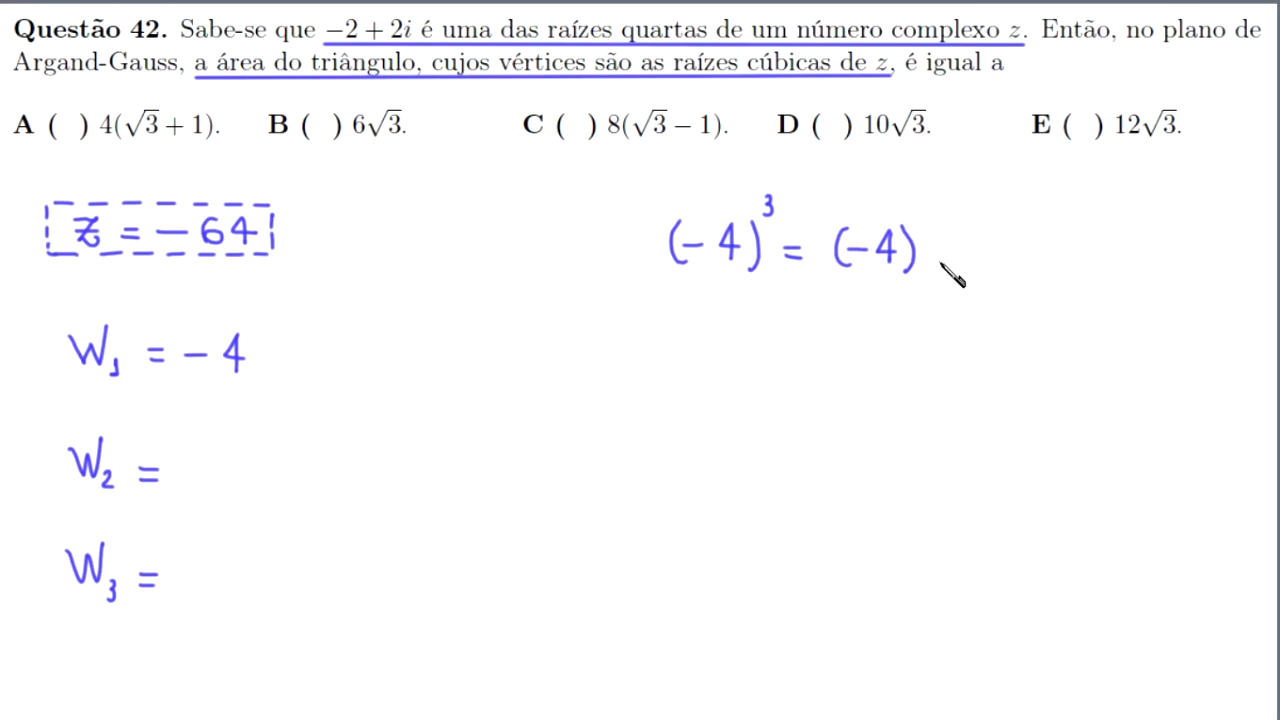 Questão 42. Sabe-se que −2 + 2i é uma das raízes quartas de um número complexo z. Então, no plano de
Argand-Gauss, a área do triângulo, cujos vértices são as raízes cúbicas de z, é igual a
A ( ) 4(√3 + 1). B ( ) 6√3. C ( ) 8(√3 − 1). D ( ) 10√3. E ( ) 12√3.
z = −64
(−4)³ = (−4)
W₁ = −4
W₂ =
W₃ =